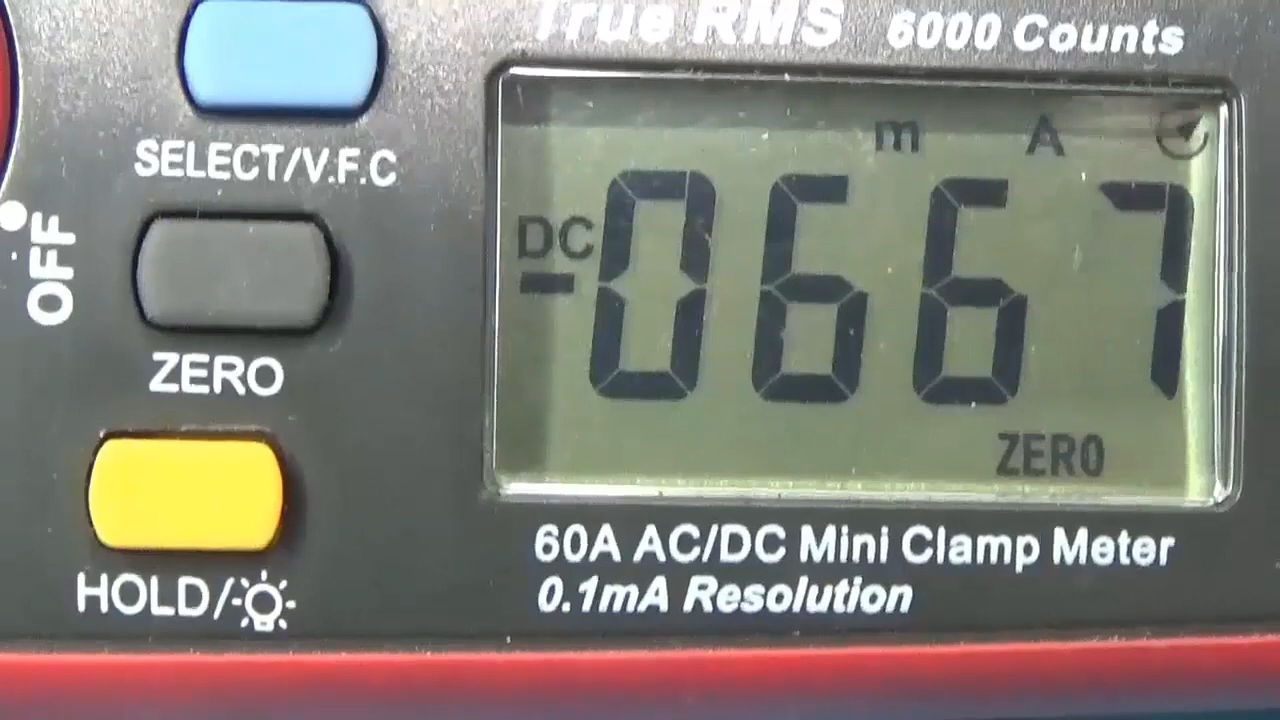 True RMS 6000 Counts
SELECT/V.F.C
m A
DC
-0667
OFF
ZERO
ZERO
60A AC/DC Mini Clamp Meter
HOLD/
0.1mA Resolution